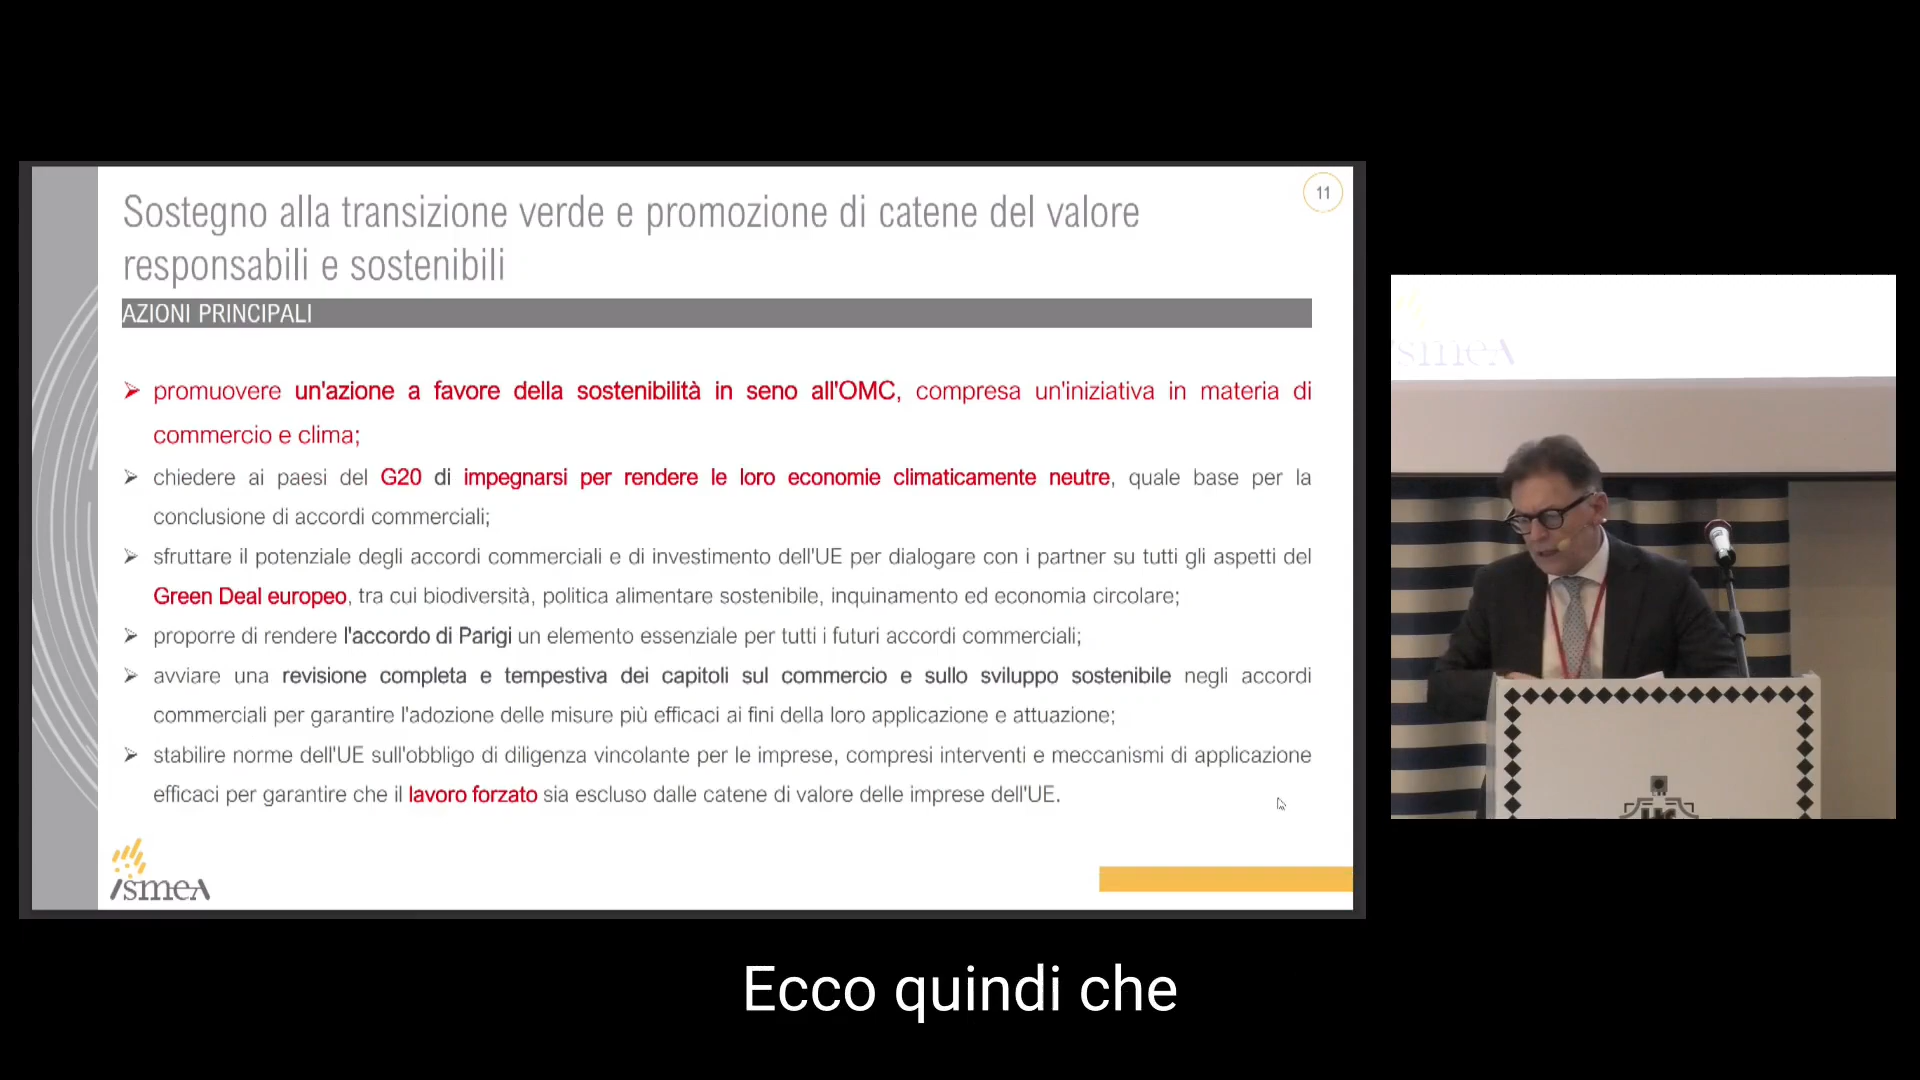 Sostegno alla transizione verde e promozione di catene del valore
responsabili e sostenibili
11
AZIONI PRINCIPALI
promuovere un'azione a favore della sostenibilità in seno all'OMC, compresa un'iniziativa in materia di
commercio e clima;
chiedere ai paesi del G20 di impegnarsi per rendere le loro economie climaticamente neutre, quale base per la
conclusione di accordi commerciali;
sfruttare il potenziale degli accordi commerciali e di investimento dell'UE per dialogare con i partner su tutti gli aspetti del
Green Deal europeo, tra cui biodiversità, politica alimentare sostenibile, inquinamento ed economia circolare;
proporre di rendere l'accordo di Parigi un elemento essenziale per tutti i futuri accordi commerciali;
avviare una revisione completa e tempestiva dei capitoli sul commercio e sullo sviluppo sostenibile negli accordi
commerciali per garantire l'adozione delle misure più efficaci ai fini della loro applicazione e attuazione;
stabilire norme dell'UE sull'obbligo di diligenza vincolante per le imprese, compresi interventi e meccanismi di applicazione
efficaci per garantire che il lavoro forzato sia escluso dalle catene di valore delle imprese dell'UE.
ismeA
smeA
Ecco quindi che